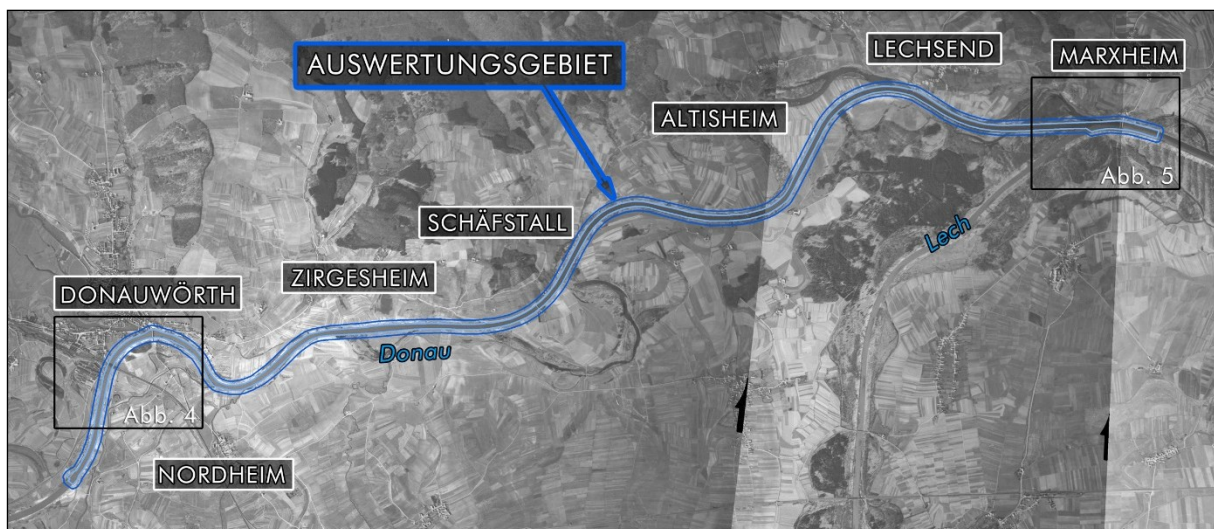 AUSWERTUNGSGEBIET
LECHSEND
MARXHEIM
ALTISHEIM
Abb. 5
SCHÄFSTALL
Lech
ZIRGESHEIM
DONAUWÖRTH
Donau
Abb. 4
NORDHEIM